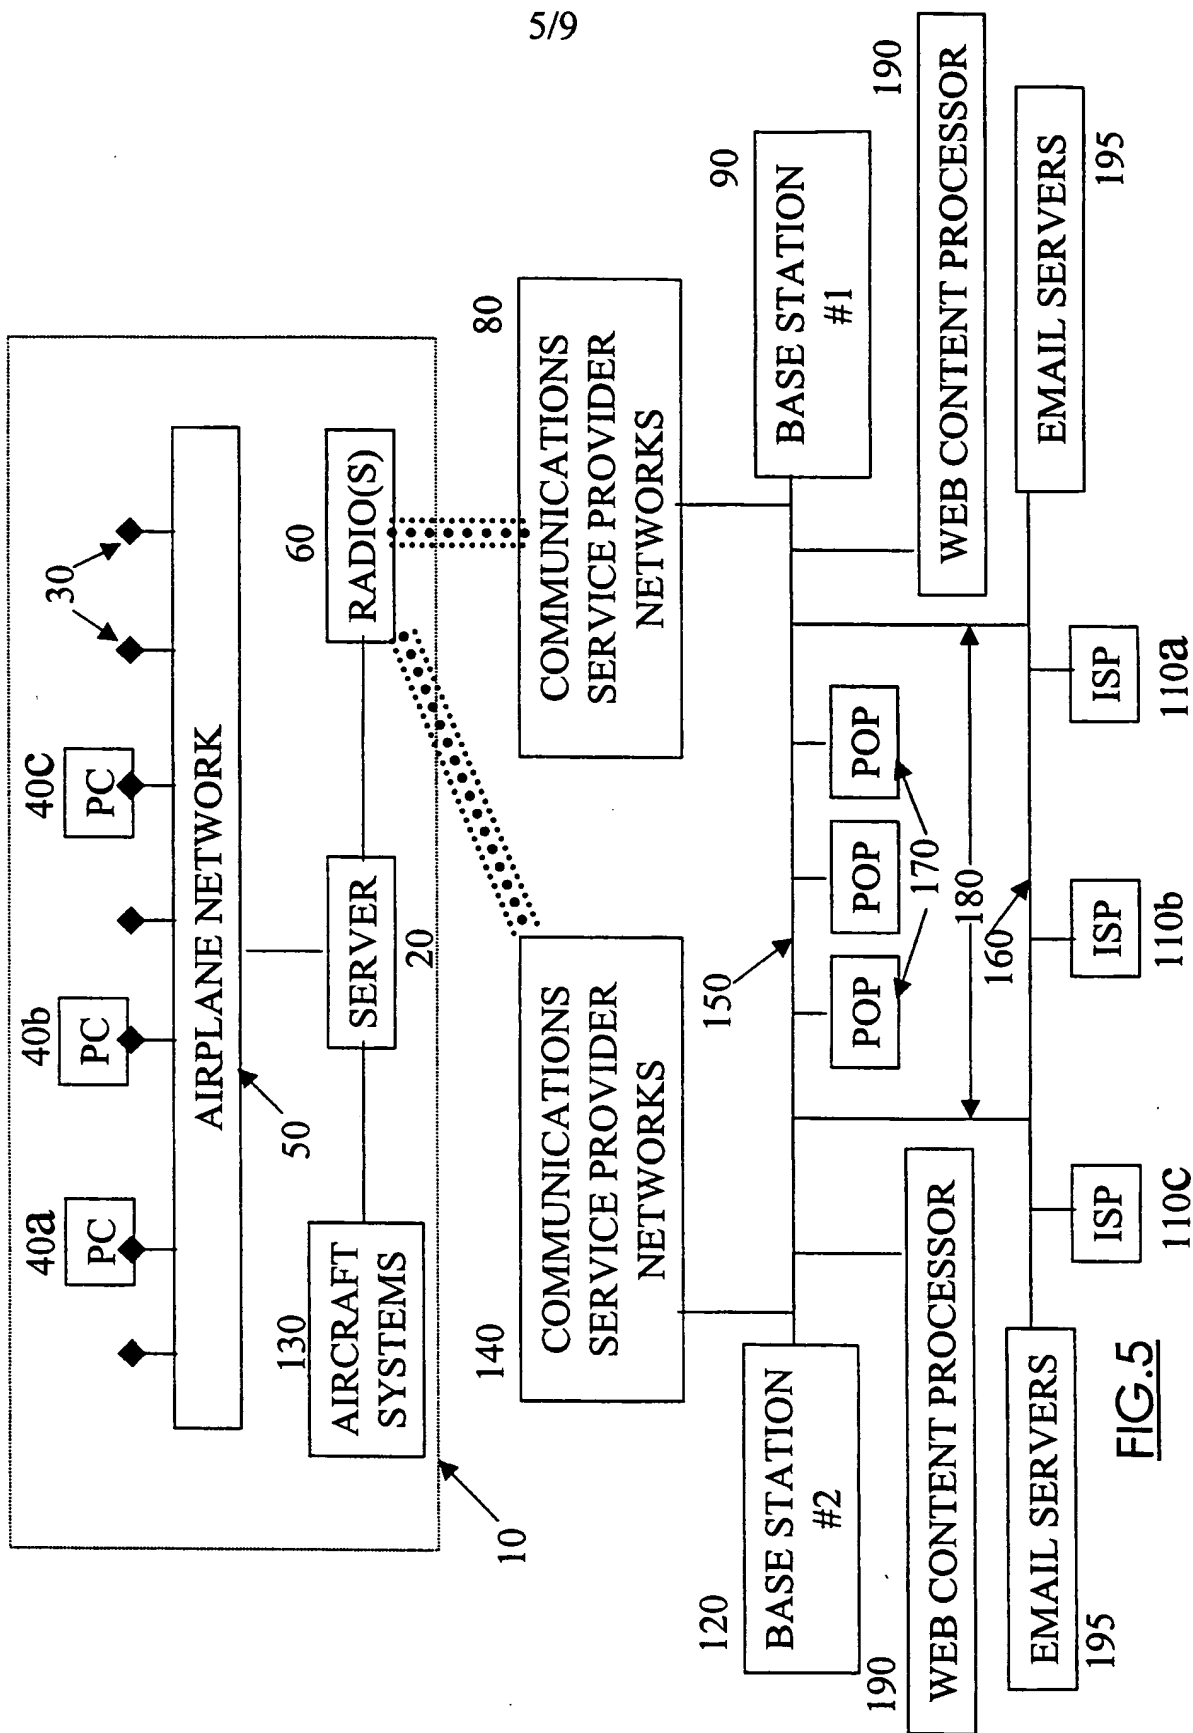 5/9
40a
40b
40c
30
PC
PC
PC
AIRPLANE NETWORK
50
130
AIRCRAFT
SYSTEMS
SERVER
20
60
RADIO(S)
10
140
COMMUNICATIONS
SERVICE PROVIDER
NETWORKS
80
COMMUNICATIONS
SERVICE PROVIDER
NETWORKS
120
BASE STATION
#2
150
90
BASE STATION
#1
POP
POP
POP
170
190
WEB CONTENT PROCESSOR
180
190
WEB CONTENT PROCESSOR
160
EMAIL SERVERS
195
EMAIL SERVERS
195
ISP
110c
ISP
110b
ISP
110a
FIG.5